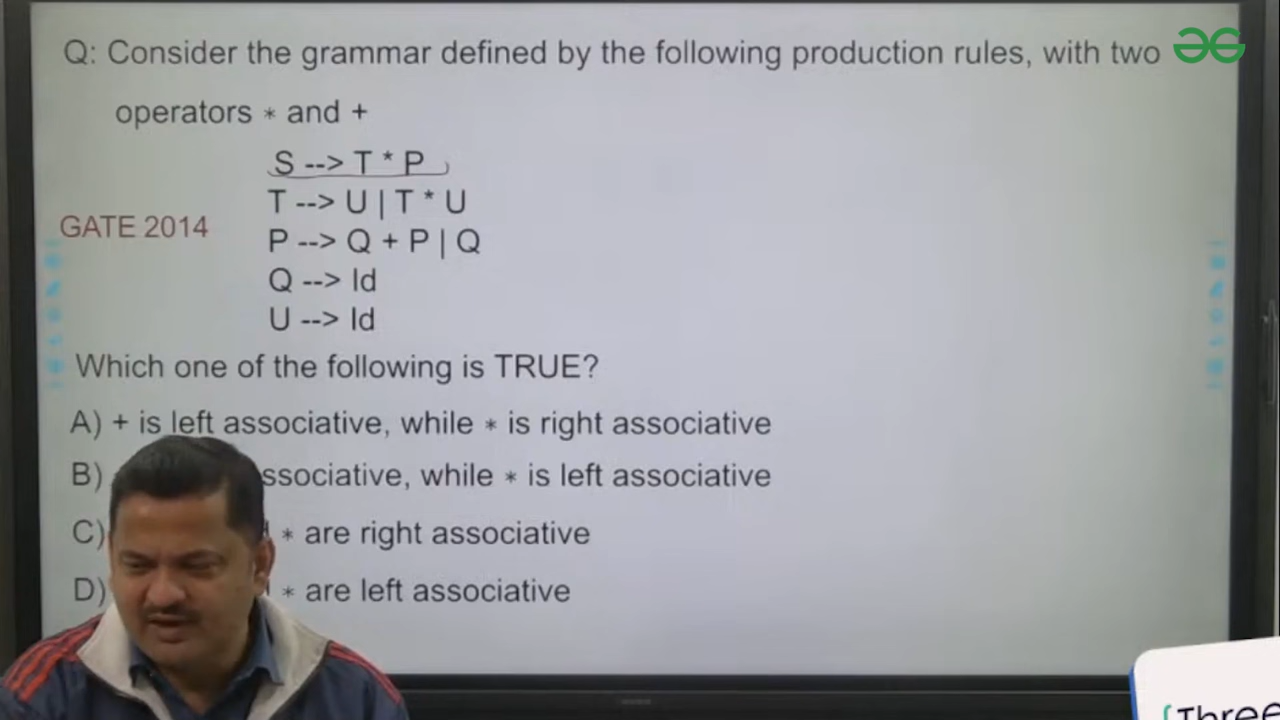 Q: Consider the grammar defined by the following production rules, with two
operators * and +
S --> T * P
T --> U | T * U
GATE 2014
P --> Q + P | Q
Q --> Id
U --> Id
Which one of the following is TRUE?
A) + is left associative, while * is right associative
B) ssociative, while * is left associative
C) * are right associative
D) * are left associative
{Three